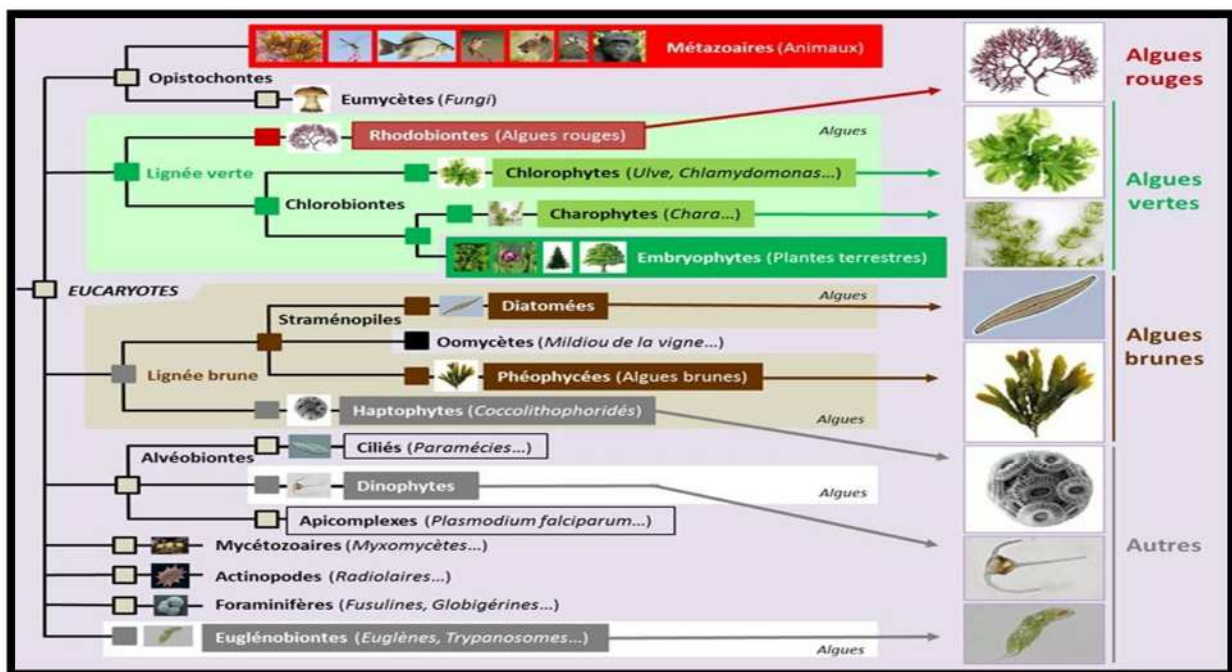 Métazoaires (Animaux)
Opistochontes
Eumycètes (Fungi)
Rhodobiontes (Algues rouges)
Algues
Lignée verte
Chlorophytes (Ulve, Chlamydomonas...)
Chlorobiontes
Charophytes (Chara...)
Embryophytes (Plantes terrestres)
EUCARYOTES
Algues
Diatomées
Straménopiles
Oomycètes (Mildiou de la vigne...)
Lignée brune
Phéophycées (Algues brunes)
Haptophytes (Coccolithophoridés)
Algues
Ciliés (Paramécies...)
Alvéobiontes
Dinophytes
Algues
Apicomplexes (Plasmodium falciparum...)
Mycétozoaires (Myxomycètes...)
Actinopodes (Radiolaires...)
Foraminifères (Fusulines, Globigérines...)
Euglénobiontes (Euglènes, Trypanosomes...)
Algues
Algues
rouges
Algues
vertes
Algues
brunes
Autres